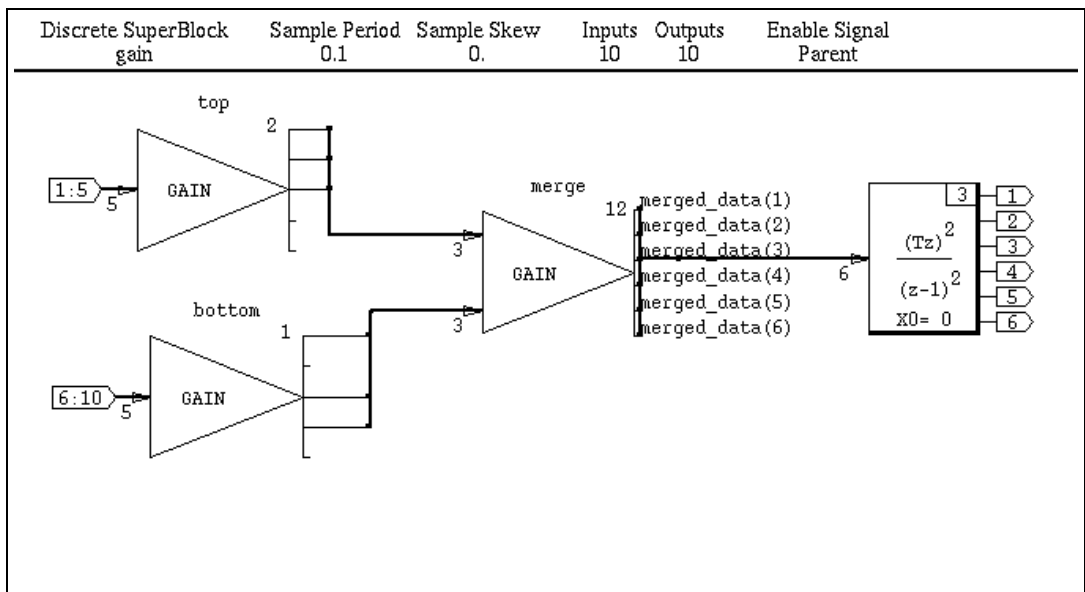 Discrete SuperBlock Sample Period Sample Skew Inputs Outputs Enable Signal
gain 0.1 0. 10 10 Parent
top
2
1:5
5
GAIN
merge
12
merged_data(1)
merged_data(2)
merged_data(3)
merged_data(4)
merged_data(5)
merged_data(6)
3
GAIN
3
6
3
(Tz)²
(z-1)²
X0= 0
1
2
3
4
5
6
bottom
1
6:10
5
GAIN